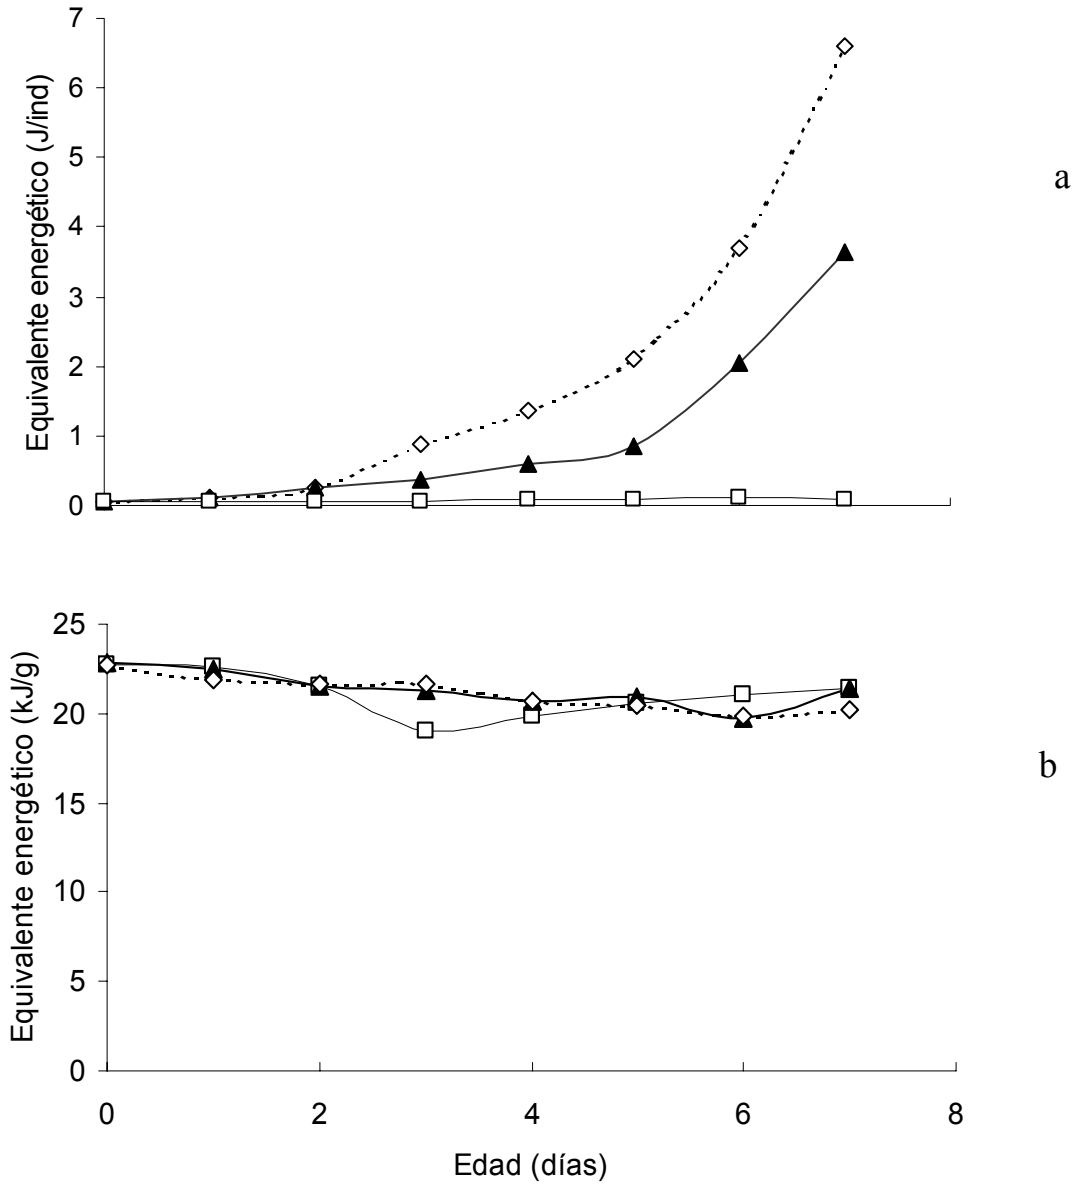 7
6
5
4
3
2
1
0
Equivalente energético (J/ind)
a
25
20
15
10
5
0
Equivalente energético (kJ/g)
b
0 2 4 6 8
Edad (días)